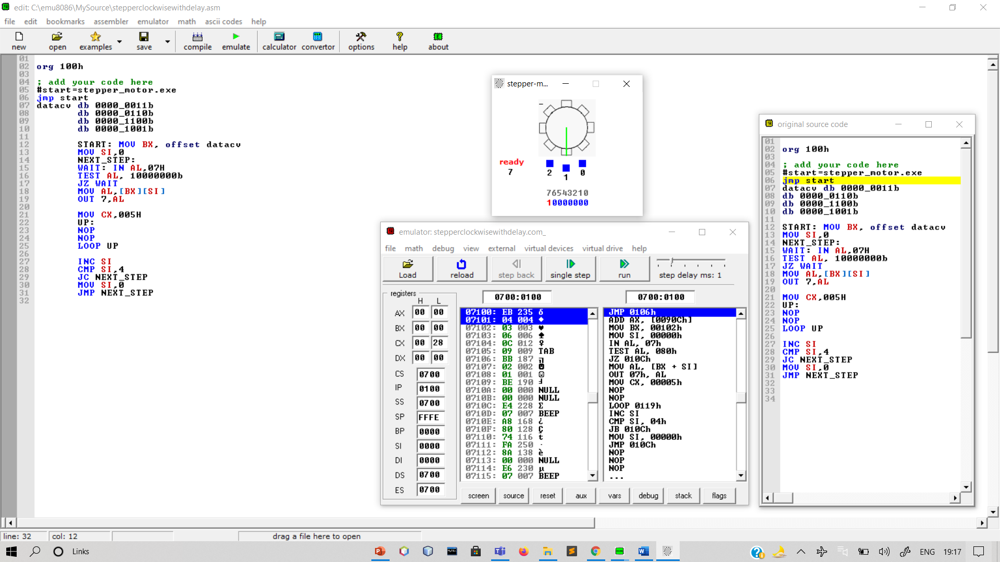 edit: C:\emu8086\MySource\stepperclockwisewithdelay.asm
file edit bookmarks assembler emulator math ascii codes help
new open examples save compile emulate calculator convertor options help about
01
02 org 100h
03
04 ; add your code here
05 #start=stepper_motor.exe
06 jmp start
07 datacv db 0000_0011b
08 db 0000_0110b
09 db 0000_1100b
10 db 0000_1001b
11
12 START: MOV BX, offset datacv
13 MOV SI,0
14 NEXT_STEP:
15 WAIT: IN AL,07H
16 TEST AL, 10000000b
17 JZ WAIT
18 MOV AL,[BX][SI]
19 OUT 7,AL
20
21 MOV CX,005H
22 UP:
23 NOP
24 NOP
25 LOOP UP
26
27 INC SI
28 CMP SI,4
29 JC NEXT_STEP
30 MOV SI,0
31 JMP NEXT_STEP
32
stepper-m...
ready
7
2 1 0
76543210
10000000
emulator: stepperclockwisewithdelay.com_
file math debug view external virtual devices virtual drive help
Load reload step back single step run step delay ms: 1
registers
H L
AX 00 00
BX 00 00
CX 00 28
DX 00 00
CS 0700
IP 0100
SS 0700
SP FFFE
BP 0000
SI 0000
DI 0000
DS 0700
ES 0700
0700:0100
07100: EB 235 δ
07101: 04 004 ♦
07102: 03 003 ♥
07103: 06 006 ♠
07104: 0C 012 ♀
07105: 09 009 TAB
07106: BB 187 ╗
07107: 02 002 ☻
07108: 01 001 ☺
07109: BE 190 ╛
0710A: 00 000 NULL
0710B: 00 000 NULL
0710C: E4 228 Σ
0710D: 07 007 BEEP
0710E: A8 168 ¿
0710F: 80 128 Ç
07110: 74 116 t
07111: FA 250 ·
07112: 8A 138 è
07113: 00 000 NULL
07114: E6 230 µ
07115: 07 007 BEEP
0700:0100
JMP 0106h
ADD AX, [0090Ch]
MOV BX, 00102h
MOV SI, 00000h
IN AL, 07h
TEST AL, 080h
JZ 010Ch
MOV AL, [BX + SI]
OUT 07h, AL
MOV CX, 00005h
NOP
NOP
LOOP 0119h
INC SI
CMP SI, 04h
JB 010Ch
MOV SI, 00000h
JMP 010Ch
NOP
NOP
NOP
...
screen source reset aux vars debug stack flags
original source code
01
02 org 100h
03
04 ; add your code here
05 #start=stepper_motor.exe
06 jmp start
07 datacv db 0000_0011b
08 db 0000_0110b
09 db 0000_1100b
10 db 0000_1001b
11
12 START: MOV BX, offset datacv
13 MOV SI,0
14 NEXT_STEP:
15 WAIT: IN AL,07H
16 TEST AL, 10000000b
17 JZ WAIT
18 MOV AL,[BX][SI]
19 OUT 7,AL
20
21 MOV CX,005H
22 UP:
23 NOP
24 NOP
25 LOOP UP
26
27 INC SI
28 CMP SI,4
29 JC NEXT_STEP
30 MOV SI,0
31 JMP NEXT_STEP
32
33
34
line: 32 col: 12 drag a file here to open
Links ENG 19:17